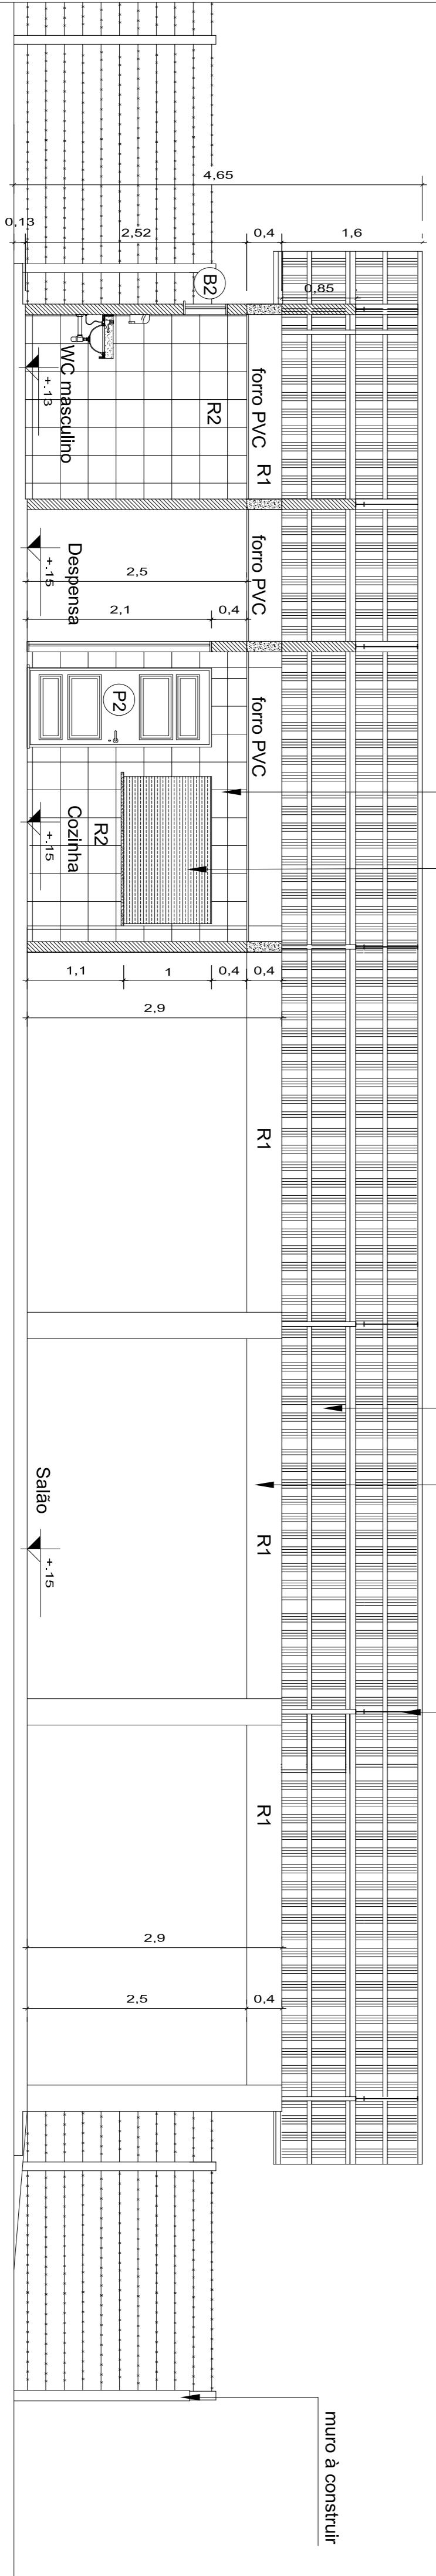 4,65
0,13
2,52
0,4
1,6
0,85
B2
WC masculino
+.13
R2
forro PVC
R1
Despensa
+.15
2,5
2,1
0,4
forro PVC
P2
forro PVC
Cozinha
R2
+.15
1,1
1
0,4
0,4
2,9
R1
Salão
+.15
R1
R1
2,9
2,5
0,4
muro à construir